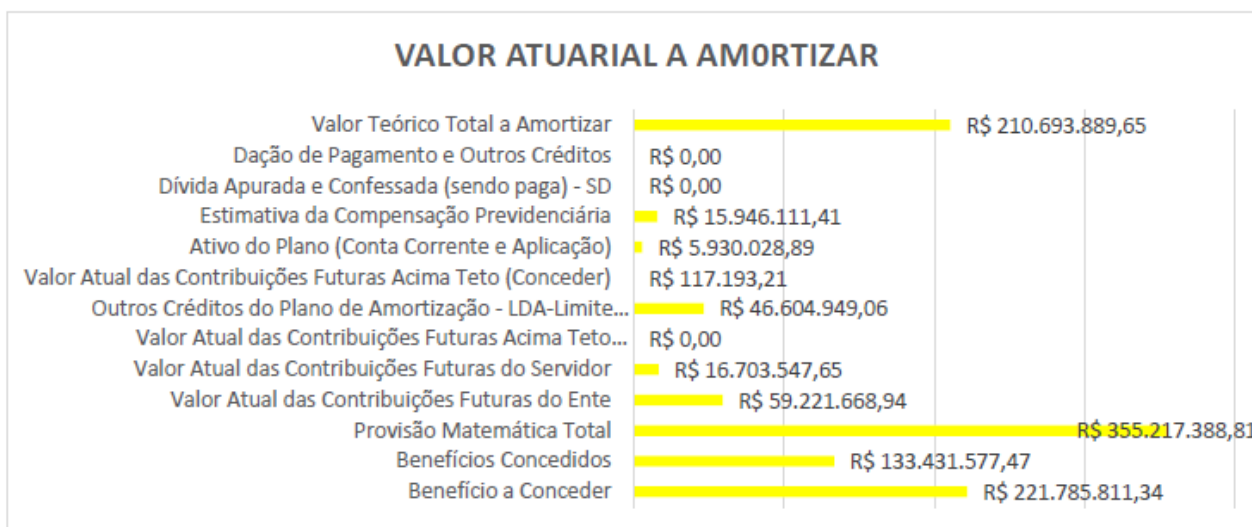 VALOR ATUARIAL A AM0RTIZAR
Valor Teórico Total a Amortizar R$ 210.693.889,65
Dação de Pagamento e Outros Créditos R$ 0,00
Dívida Apurada e Confessada (sendo paga) - SD R$ 0,00
Estimativa da Compensação Previdenciária R$ 15.946.111,41
Ativo do Plano (Conta Corrente e Aplicação) R$ 5.930.028,89
Valor Atual das Contribuições Futuras Acima Teto (Conceder) R$ 117.193,21
Outros Créditos do Plano de Amortização - LDA-Limite... R$ 46.604.949,06
Valor Atual das Contribuições Futuras Acima Teto... R$ 0,00
Valor Atual das Contribuições Futuras do Servidor R$ 16.703.547,65
Valor Atual das Contribuições Futuras do Ente R$ 59.221.668,94
Provisão Matemática Total R$ 355.217.388,81
Benefícios Concedidos R$ 133.431.577,47
Benefício a Conceder R$ 221.785.811,34